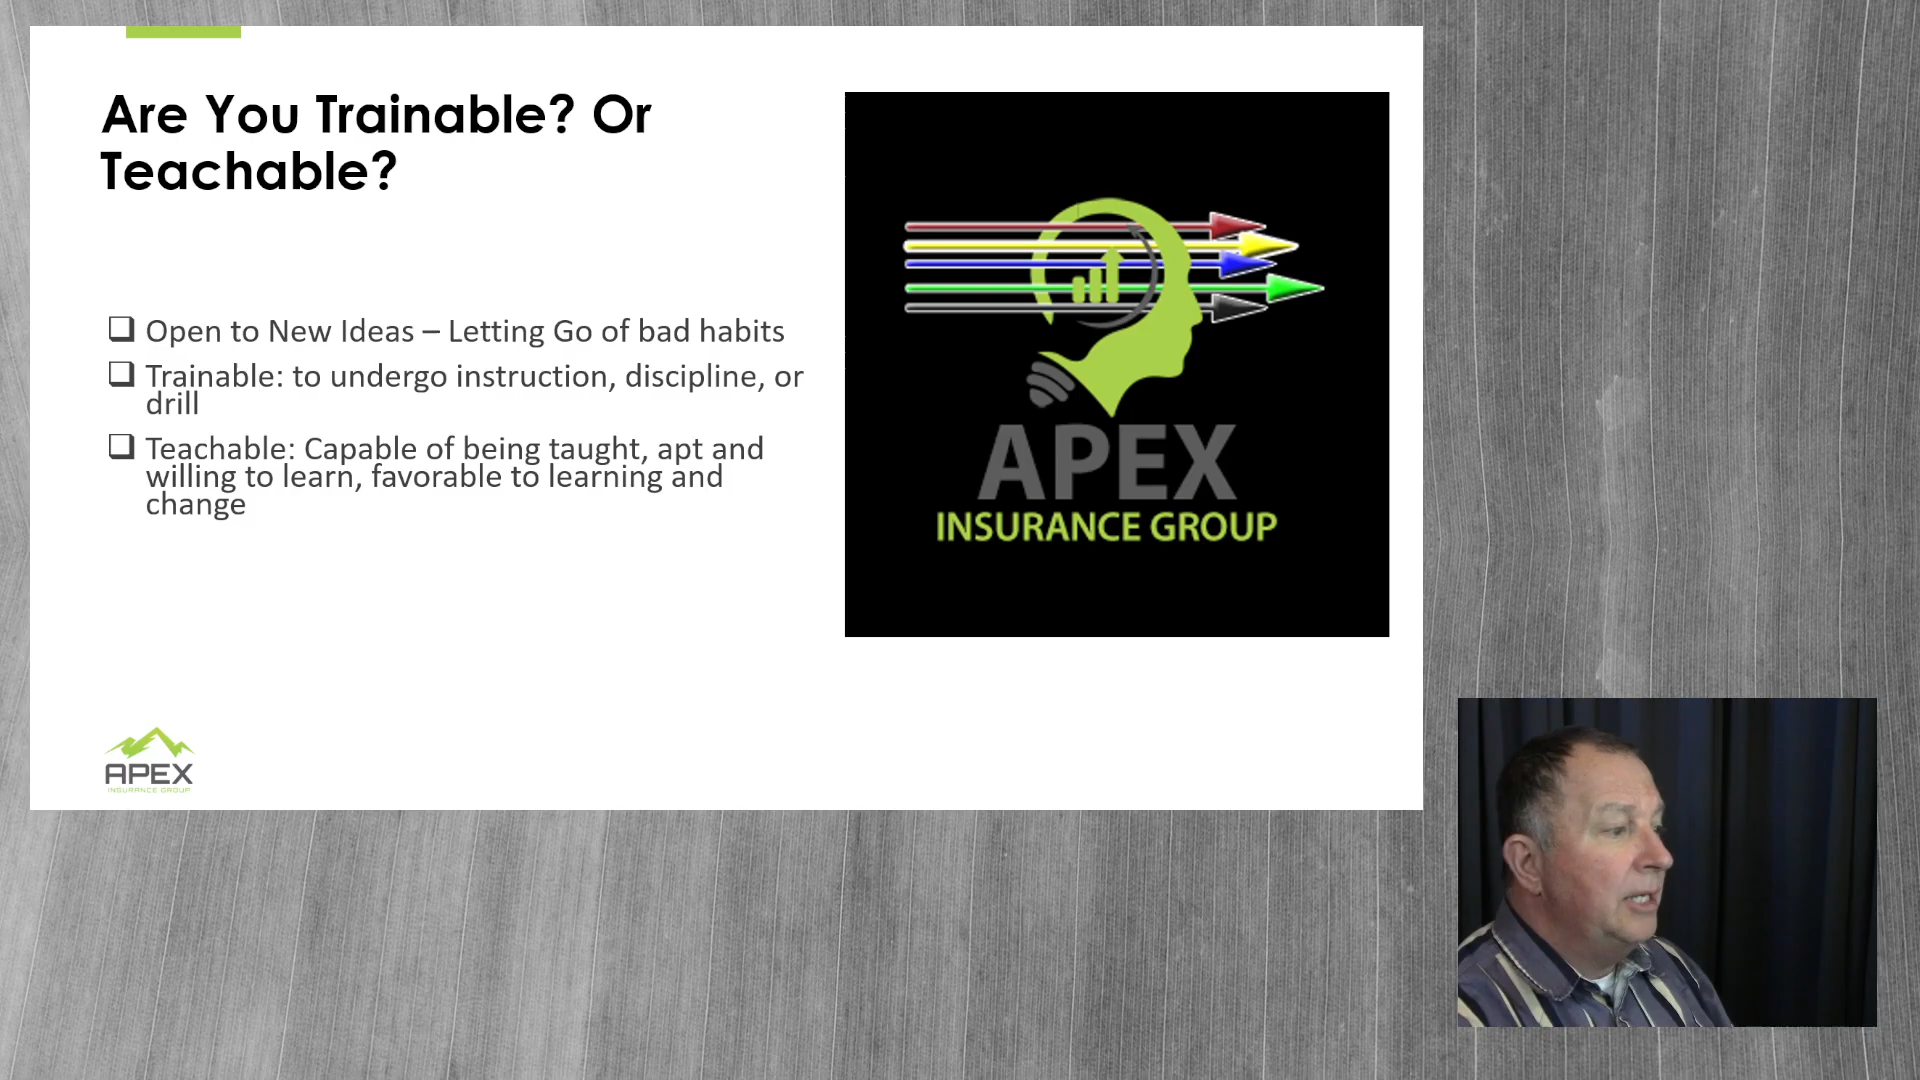 Are You Trainable? Or
Teachable?
Open to New Ideas – Letting Go of bad habits
Trainable: to undergo instruction, discipline, or
drill
Teachable: Capable of being taught, apt and
willing to learn, favorable to learning and
change
APEX
INSURANCE GROUP
APEX
INSURANCE GROUP